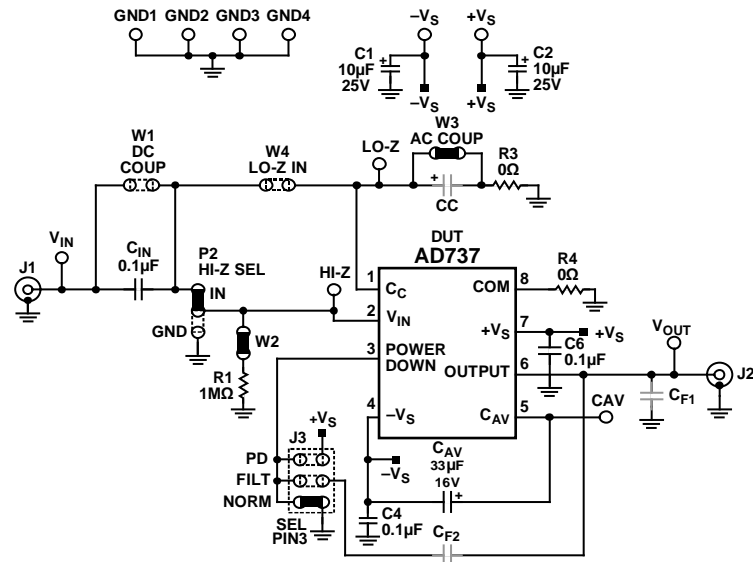 GND1 GND2 GND3 GND4
–VS +VS
C1
10µF
25V
C2
10µF
25V
–VS +VS
W1
DC
COUP
W4
LO-Z IN
LO-Z
W3
AC COUP
CC
R3
0Ω
VIN
J1
CIN
0.1µF
P2
HI-Z SEL
IN
GND
HI-Z
W2
R1
1MΩ
DUT
AD737
1
CC
2
VIN
3
POWER
DOWN
4
–VS
COM
8
+VS
7
OUTPUT
6
CAV
5
R4
0Ω
+VS
C6
0.1µF
VOUT
J2
CF1
CAV
+VS
J3
PD
FILT
NORM
SEL
PIN3
–VS
CAV
33µF
16V
+
C4
0.1µF
CF2